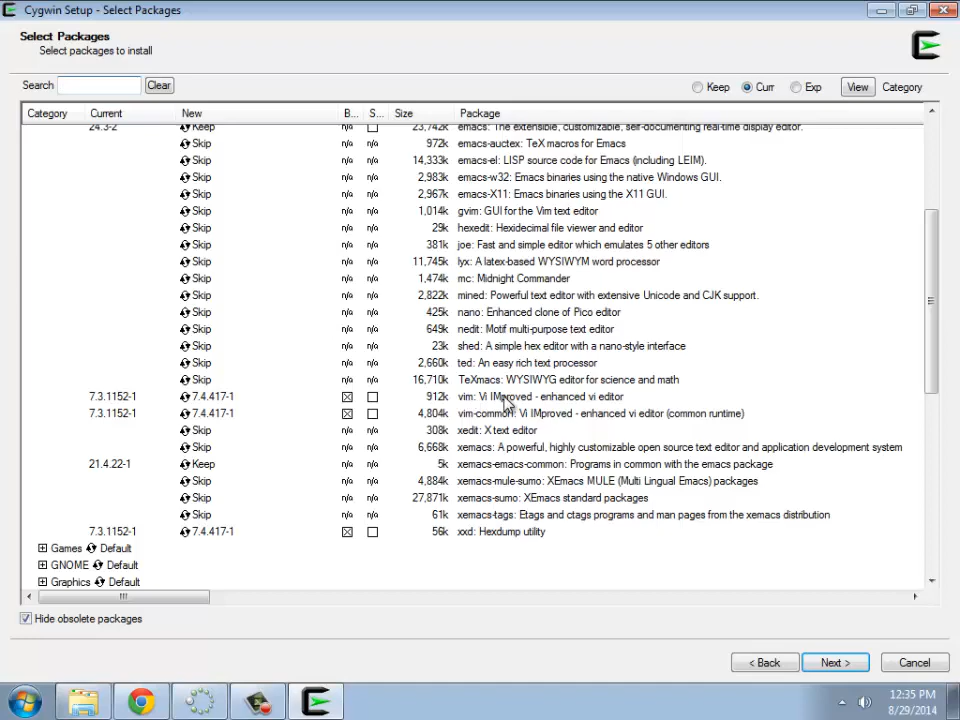 Cygwin Setup - Select Packages
Select Packages
Select packages to install
Search Clear Keep Curr Exp View Category
Category Current New B... S... Size Package
24.3-2 Keep n/a 23,742k emacs: The extensible, customizable, self-documenting real-time display editor.
Skip n/a n/a 972k emacs-auctex: TeX macros for Emacs
Skip n/a n/a 14,333k emacs-el: LISP source code for Emacs (including LEIM).
Skip n/a n/a 2,983k emacs-w32: Emacs binaries using the native Windows GUI.
Skip n/a n/a 2,967k emacs-X11: Emacs binaries using the X11 GUI.
Skip n/a n/a 1,014k gvim: GUI for the Vim text editor
Skip n/a n/a 29k hexedit: Hexidecimal file viewer and editor
Skip n/a n/a 381k joe: Fast and simple editor which emulates 5 other editors
Skip n/a n/a 11,745k lyx: A latex-based WYSIWYM word processor
Skip n/a n/a 1,474k mc: Midnight Commander
Skip n/a n/a 2,822k mined: Powerful text editor with extensive Unicode and CJK support.
Skip n/a n/a 425k nano: Enhanced clone of Pico editor
Skip n/a n/a 649k nedit: Motif multi-purpose text editor
Skip n/a n/a 23k shed: A simple hex editor with a nano-style interface
Skip n/a n/a 2,660k ted: An easy rich text processor
Skip n/a n/a 16,710k TeXmacs: WYSIWYG editor for science and math
7.3.1152-1 7.4.417-1 912k vim: Vi IMproved - enhanced vi editor
7.3.1152-1 7.4.417-1 4,804k vim-common: Vi IMproved - enhanced vi editor (common runtime)
Skip n/a n/a 308k xedit: X text editor
Skip n/a n/a 6,668k xemacs: A powerful, highly customizable open source text editor and application development system
21.4.22-1 Keep n/a n/a 5k xemacs-emacs-common: Programs in common with the emacs package
Skip n/a n/a 4,884k xemacs-mule-sumo: XEmacs MULE (Multi Lingual Emacs) packages
Skip n/a n/a 27,871k xemacs-sumo: XEmacs standard packages
Skip n/a n/a 61k xemacs-tags: Etags and ctags programs and man pages from the xemacs distribution
7.3.1152-1 7.4.417-1 56k xxd: Hexdump utility
Games Default
GNOME Default
Graphics Default
Hide obsolete packages
< Back Next > Cancel
12:35 PM
8/29/2014